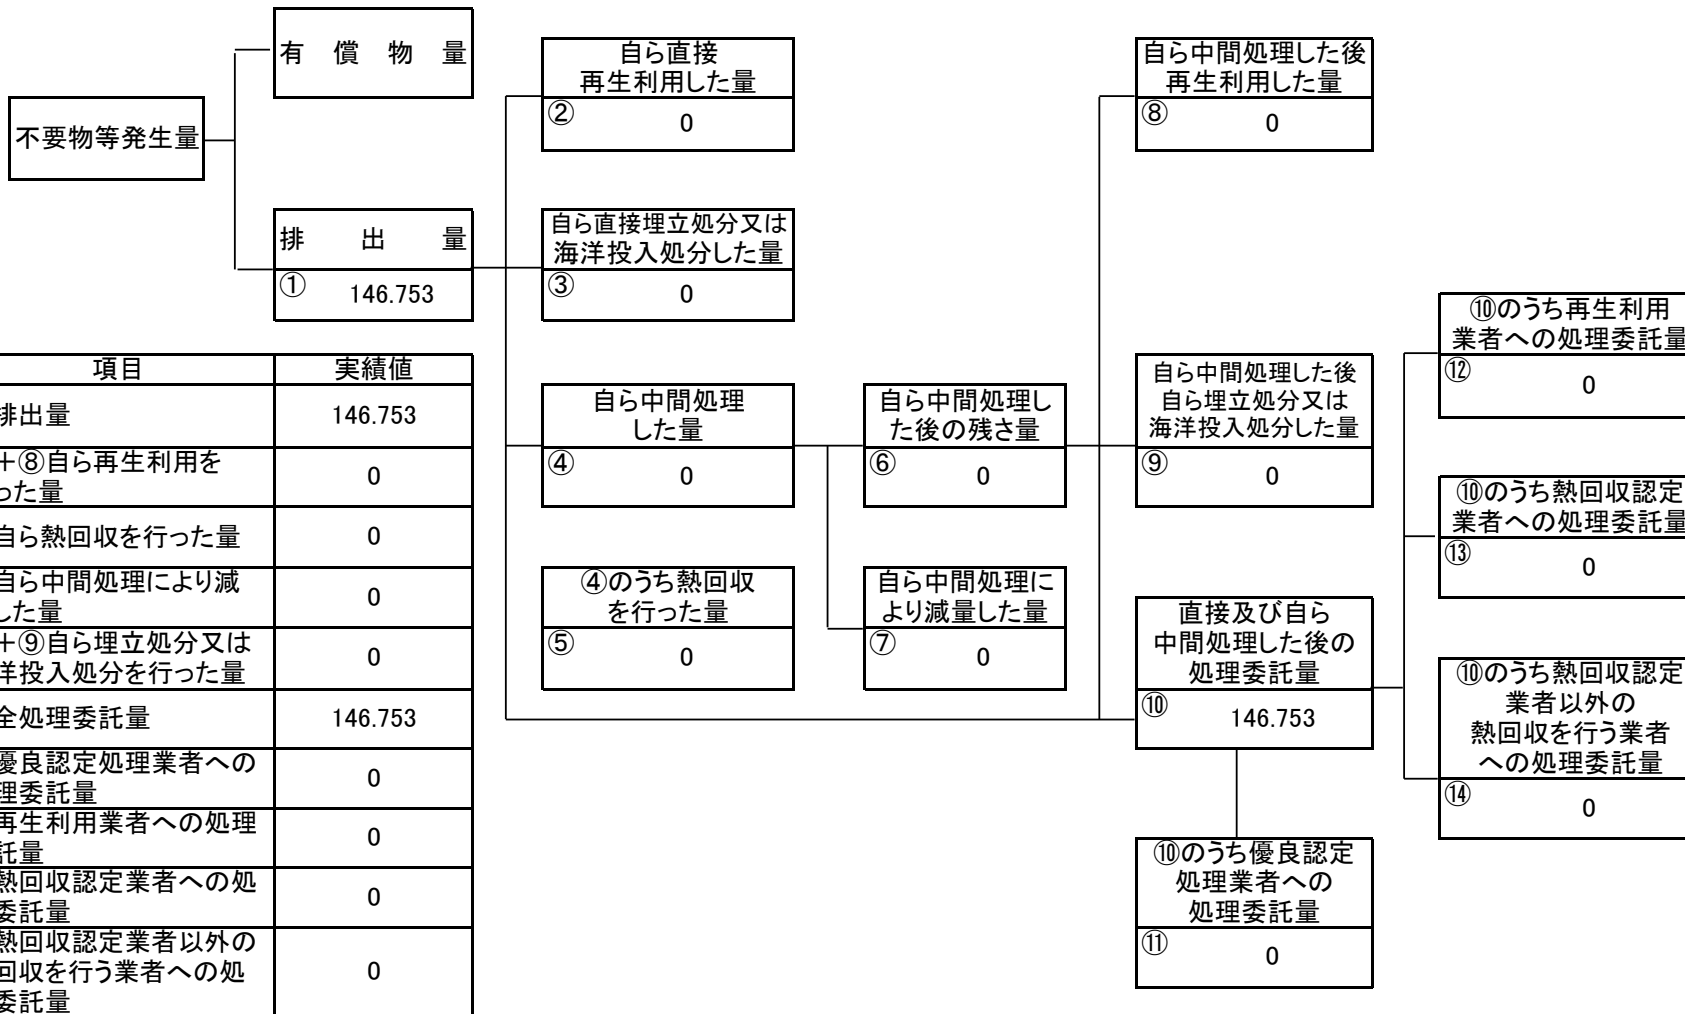 有　償　物　量
不要物等発生量
排　出　量
① 146.753
自ら直接
再生利用した量
② 0
自ら直接埋立処分又は
海洋投入処分した量
③ 0
自ら中間処理
した量
④ 0
④のうち熱回収
を行った量
⑤ 0
自ら中間処理し
た後の残さ量
⑥ 0
自ら中間処理に
より減量した量
⑦ 0
自ら中間処理した後
再生利用した量
⑧ 0
自ら中間処理した後
自ら埋立処分又は
海洋投入処分した量
⑨ 0
直接及び自ら
中間処理した後の
処理委託量
⑩ 146.753
⑩のうち優良認定
処理業者への
処理委託量
⑪ 0
⑩のうち再生利用
業者への処理委託量
⑫ 0
⑩のうち熱回収認定
業者への処理委託量
⑬ 0
⑩のうち熱回収認定
業者以外の
熱回収を行う業者
への処理委託量
⑭ 0
項目 実績値
排出量 146.753
＋⑧自ら再生利用を
った量 0
自ら熱回収を行った量 0
自ら中間処理により減
した量 0
＋⑨自ら埋立処分又は
洋投入処分を行った量 0
全処理委託量 146.753
優良認定処理業者への
理委託量 0
再生利用業者への処理
託量 0
熱回収認定業者への処
委託量 0
熱回収認定業者以外の
回収を行う業者への処
委託量 0